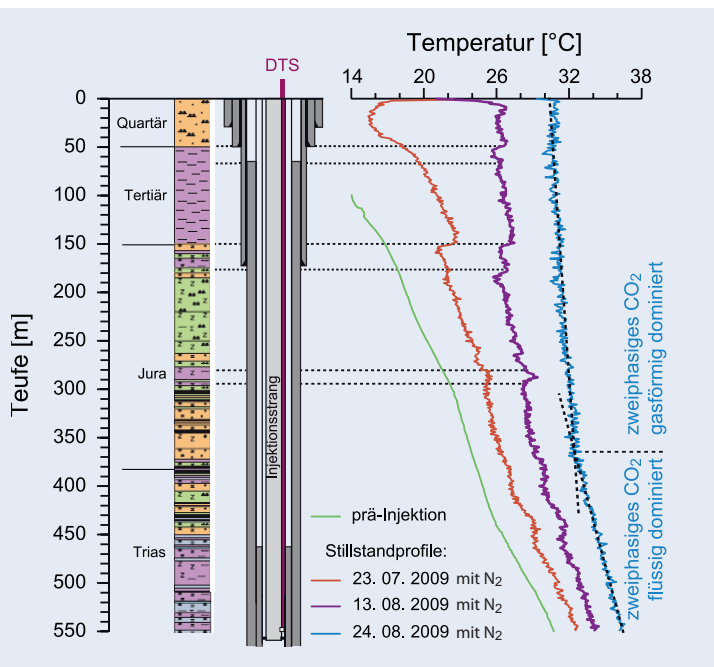 Temperatur [°C]
DTS
14 20 26 32 38
Teufe [m]
0
50
100
150
200
250
300
350
400
450
500
550
Quartär
Tertiär
Jura
Trias
Injektionsstrang
zweiphasiges CO2
gasförmig dominiert
zweiphasiges CO2
flüssig dominiert
prä-Injektion
Stillstandprofile:
23. 07. 2009 mit N2
13. 08. 2009 mit N2
24. 08. 2009 mit N2